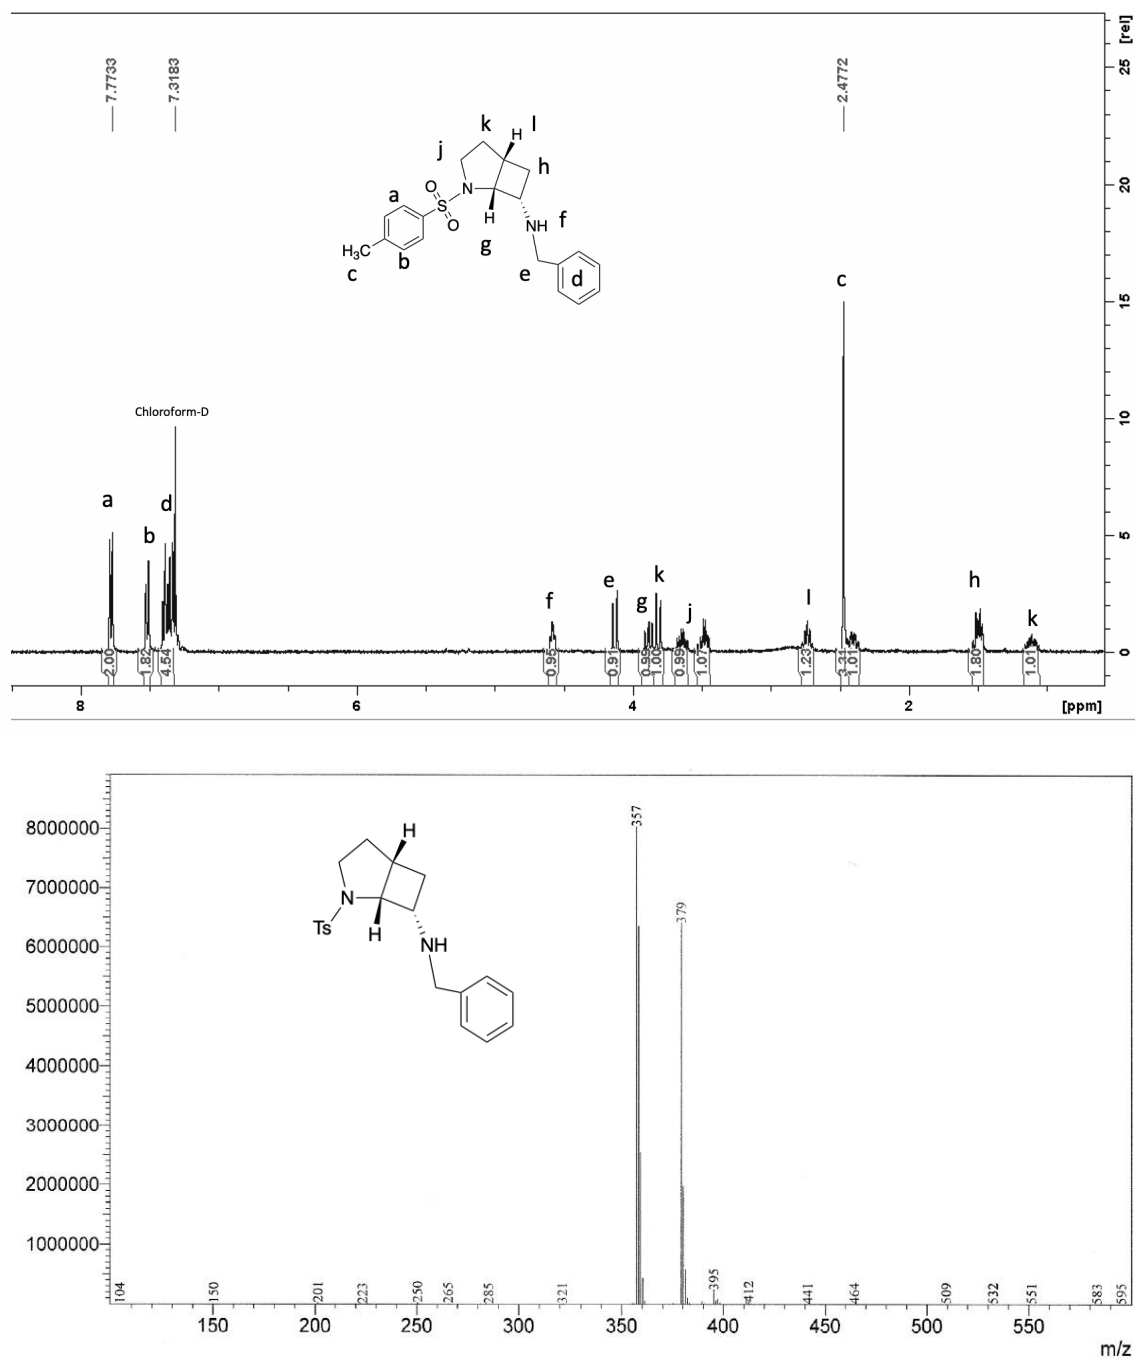 [rel]
7.7733
7.3183
2.4772
25
20
15
10
5
0
k
H
l
j
h
O
N
a
S
O
H
NH
f
g
H₃C
b
c
e
d
c
Chloroform-D
a
b
d
f
e
g
k
j
l
h
k
2.00
1.82
4.54
0.95
0.91
0.99
1.00
0.99
1.07
1.23
3.31
1.01
1.80
1.01
8
6
4
2
[ppm]
8000000
7000000
6000000
5000000
4000000
3000000
2000000
1000000
H
N
Ts
H
NH
357
379
104
150
201
223
250
265
285
321
395
412
441
464
509
532
551
583
595
150
200
250
300
350
400
450
500
550
m/z